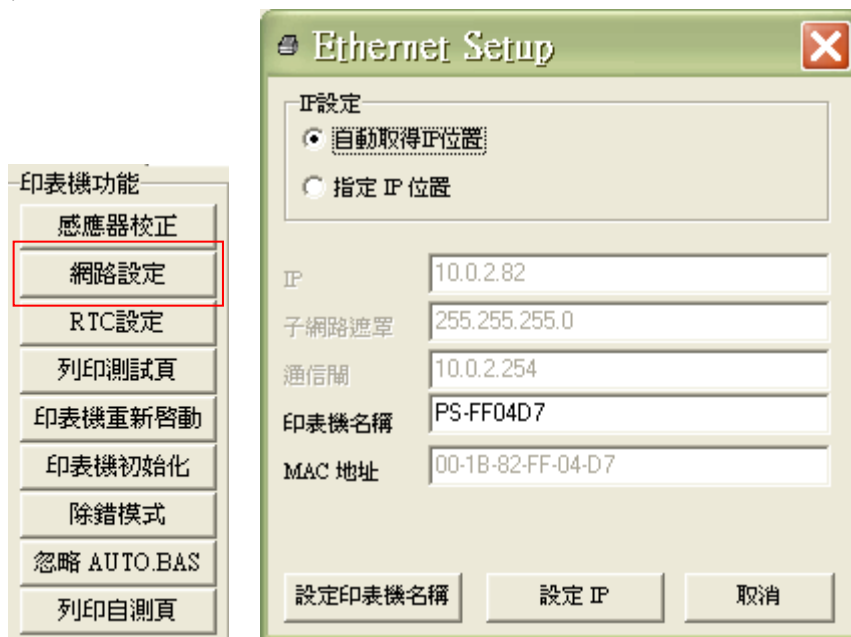 印表機功能
感應器校正
網路設定
RTC設定
列印測試頁
印表機重新啓動
印表機初始化
除錯模式
忽略 AUTO.BAS
列印自測頁
Ethernet Setup
IP設定
自動取得IP位置
指定 IP 位置
IP 10.0.2.82
子網路遮罩 255.255.255.0
通信閘 10.0.2.254
印表機名稱 PS-FF04D7
MAC 地址 00-1B-82-FF-04-D7
設定印表機名稱 設定 IP 取消